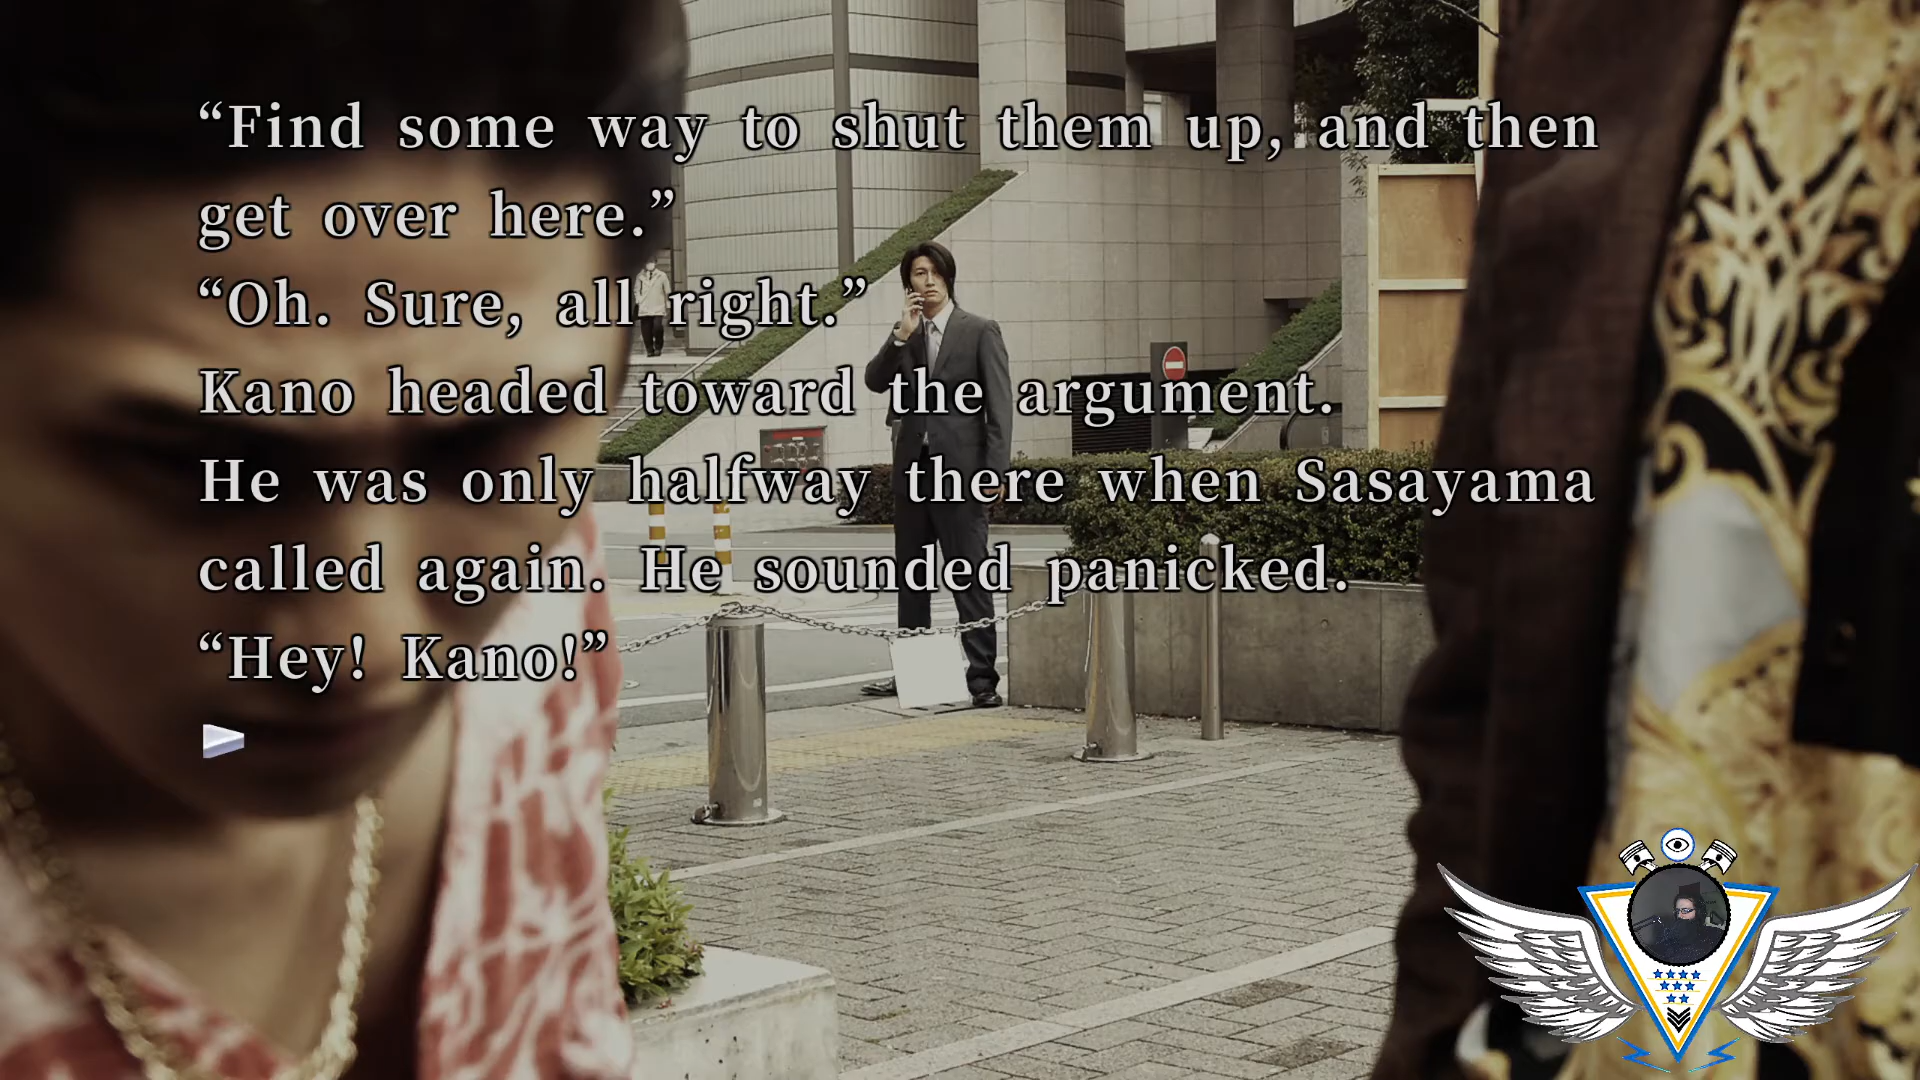 “Find some way to shut them up, and then
get over here.”
“Oh. Sure, all right.”
Kano headed toward the argument.
He was only halfway there when Sasayama
called again. He sounded panicked.
“Hey! Kano!”